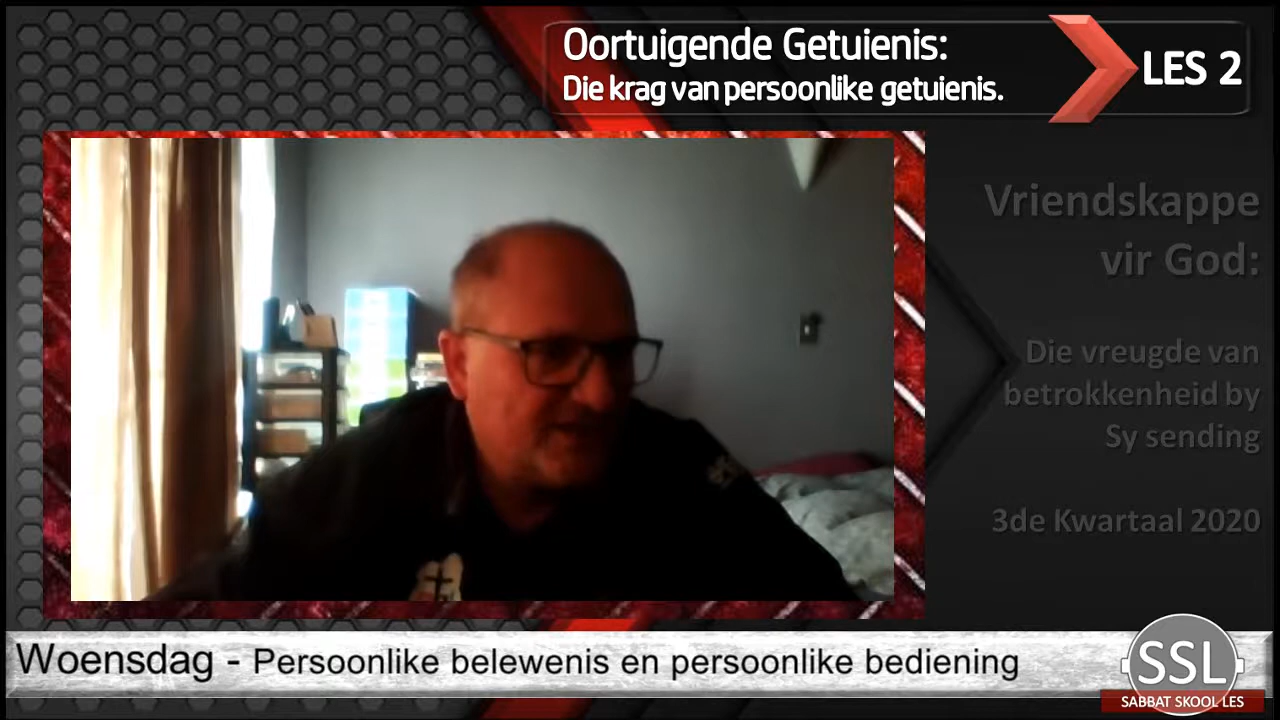 Oortuigende Getuienis:
Die krag van persoonlike getuienis.
LES 2
Vriendskappe
vir God:
Die vreugde van
betrokkenheid by
Sy sending
3de Kwartaal 2020
Woensdag - Persoonlike belewenis en persoonlike bediening
SSL
SABBAT SKOOL LES